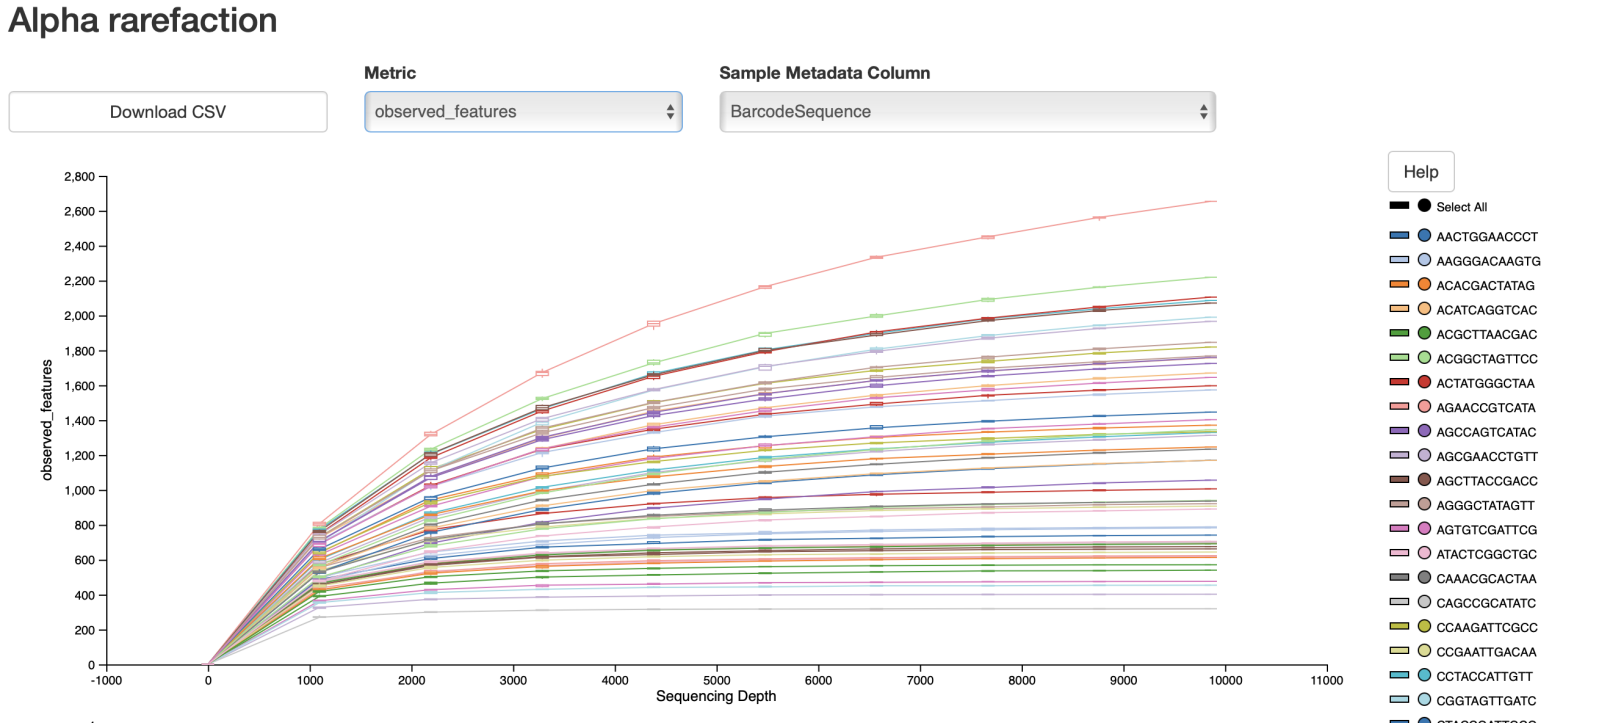 Alpha rarefaction
Metric
Sample Metadata Column
Download CSV
observed_features
BarcodeSequence
Help
Select All
AACTGGAACCCT
AAGGGACAAGTG
ACACGACTATAG
ACATCAGGTCAC
ACGCTTAACGAC
ACGGCTAGTTCC
ACTATGGGCTAA
AGAACCGTCATA
AGCCAGTCATAC
AGCGAACCTGTT
AGCTTACCGACC
AGGGCTATAGTT
AGTGTCGATTCG
ATACTCGGCTGC
CAAACGCACTAA
CAGCCGCATATC
CCAAGATTCGCC
CCGAATTGACAA
CCTACCATTGTT
CGGTAGTTGATC
2,800
2,600
2,400
2,200
2,000
1,800
1,600
1,400
1,200
1,000
800
600
400
200
0
observed_features
-1000
0
1000
2000
3000
4000
5000
6000
7000
8000
9000
10000
11000
Sequencing Depth